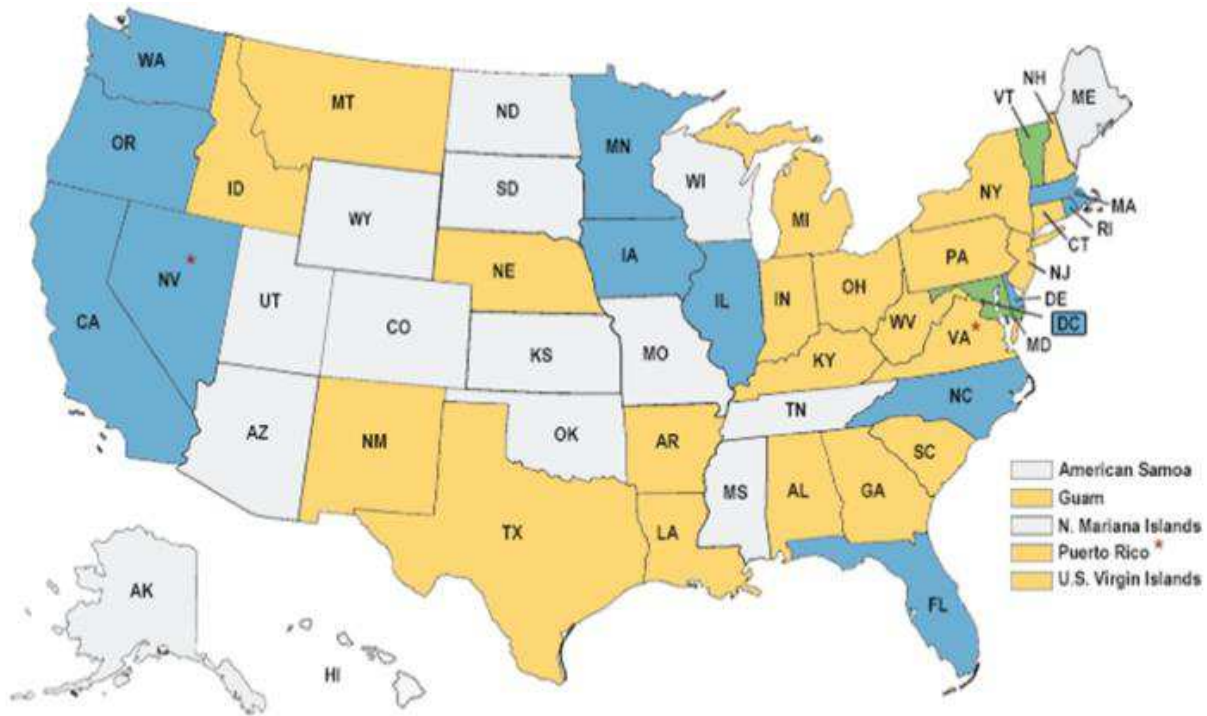 WA
MT
ND
MN
VT
NH
ME
OR
ID
SD
WI
NY
MA
WY
MI
RI
CT
NV *
NE
IA
PA
NJ
UT
IL
IN
OH
DE
CA
CO
WV
DC
KS
MO
VA *
MD
KY
AZ
NM
OK
AR
TN
NC
SC
MS
AL
GA
TX
LA
FL
AK
HI
American Samoa
Guam
N. Mariana Islands
Puerto Rico *
U.S. Virgin Islands